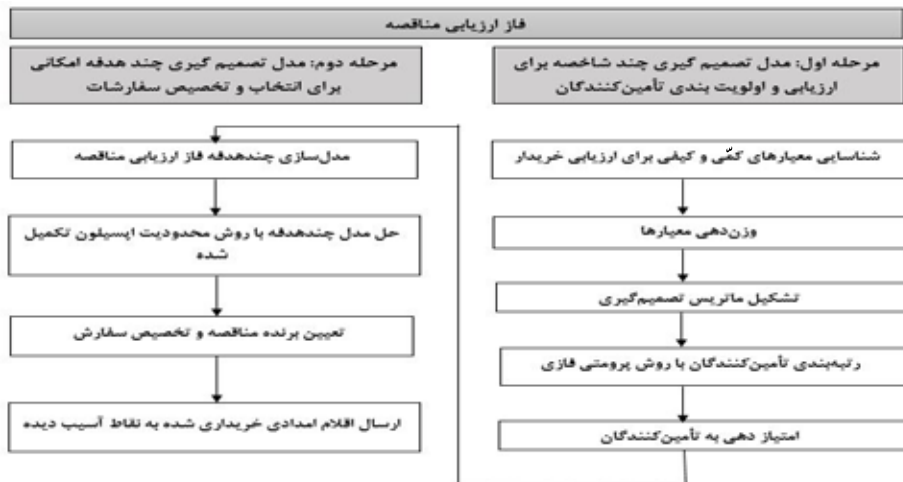 فاز ارزیابی مناقصه
مرحله اول: مدل تصمیم گیری چند شاخصه برای
ارزیابی و اولویت بندی تأمین‌کنندگان
شناسایی معیارهای کمّی و کیفی برای ارزیابی خریدار
وزن‌دهی معیارها
تشکیل ماتریس تصمیم‌گیری
رتبه‌بندی تأمین‌کنندگان با روش پرومتی فازی
امتیاز دهی به تأمین‌کنندگان
مرحله دوم: مدل تصمیم گیری چند هدفه امکانی
برای انتخاب و تخصیص سفارشات
مدل‌سازی چندهدفه فاز ارزیابی مناقصه
حل مدل چندهدفه با روش محدودیت اپسیلون تکمیل
شده
تعیین برنده مناقصه و تخصیص سفارش
ارسال اقلام امدادی خریداری شده به نقاط آسیب دیده